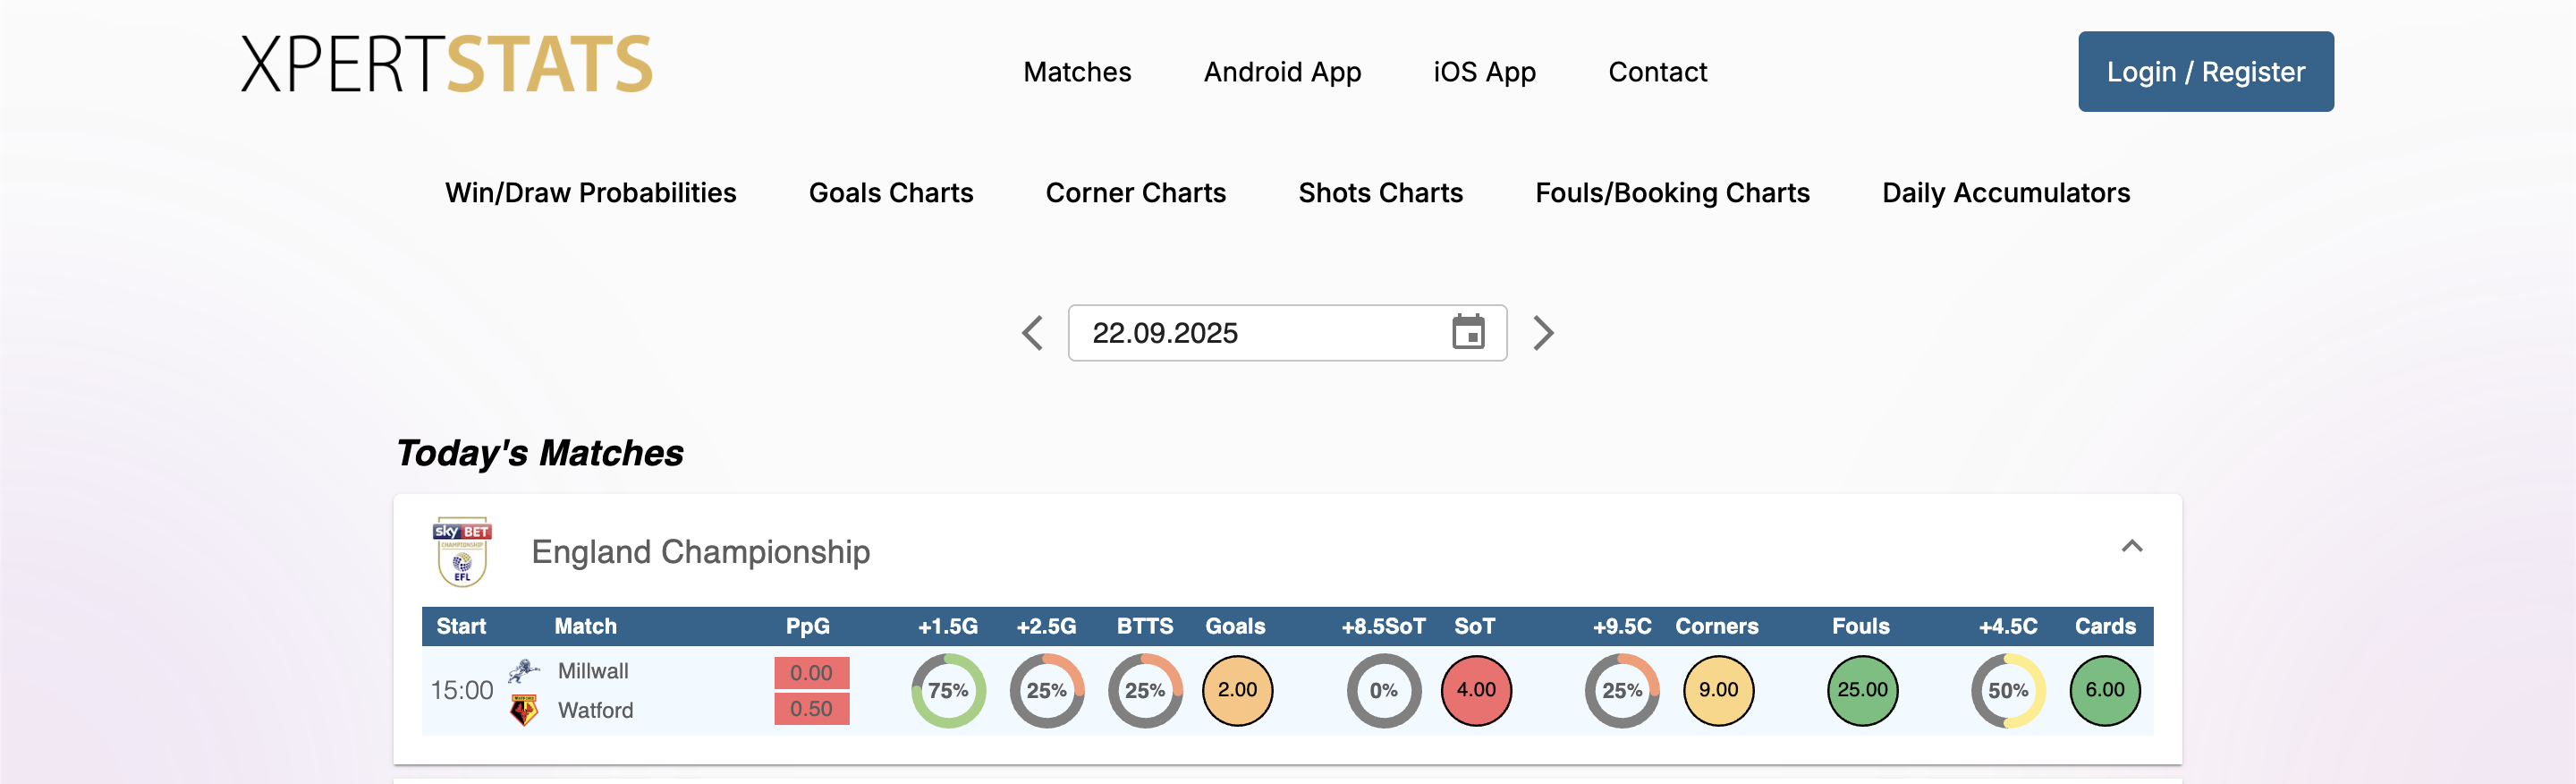 XPERTSTATS
Matches Android App iOS App Contact
Login / Register
Win/Draw Probabilities Goals Charts Corner Charts Shots Charts Fouls/Booking Charts Daily Accumulators
22.09.2025
Today's Matches
sky BET
CHAMPIONSHIP
EFL
England Championship
Start Match PpG +1.5G +2.5G BTTS Goals +8.5SoT SoT +9.5C Corners Fouls +4.5C Cards
15:00 Millwall 0.00 75% 25% 25% 2.00 0% 4.00 25% 9.00 25.00 50% 6.00
Watford 0.50